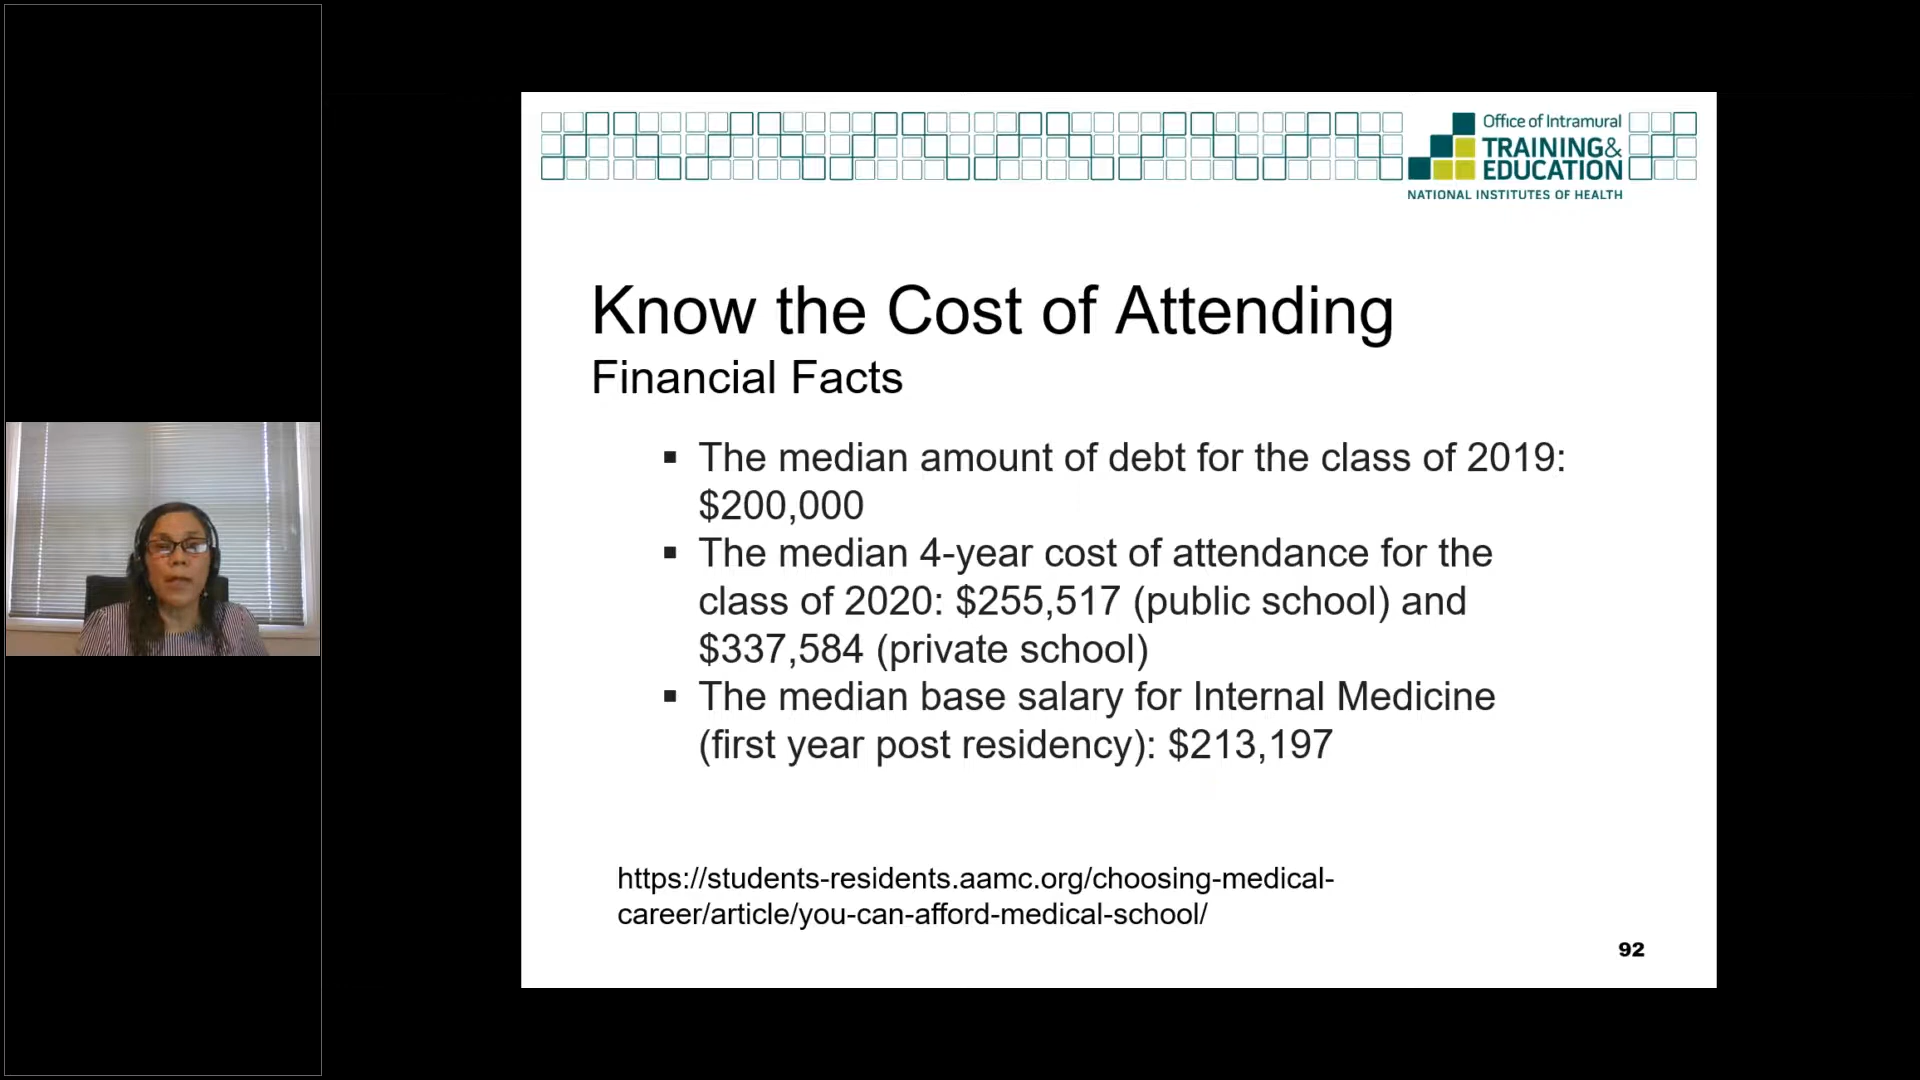 Office of Intramural
TRAINING&
EDUCATION
NATIONAL INSTITUTES OF HEALTH
Know the Cost of Attending
Financial Facts
▪ The median amount of debt for the class of 2019:
$200,000
▪ The median 4-year cost of attendance for the
class of 2020: $255,517 (public school) and
$337,584 (private school)
▪ The median base salary for Internal Medicine
(first year post residency): $213,197
https://students-residents.aamc.org/choosing-medical-
career/article/you-can-afford-medical-school/
92